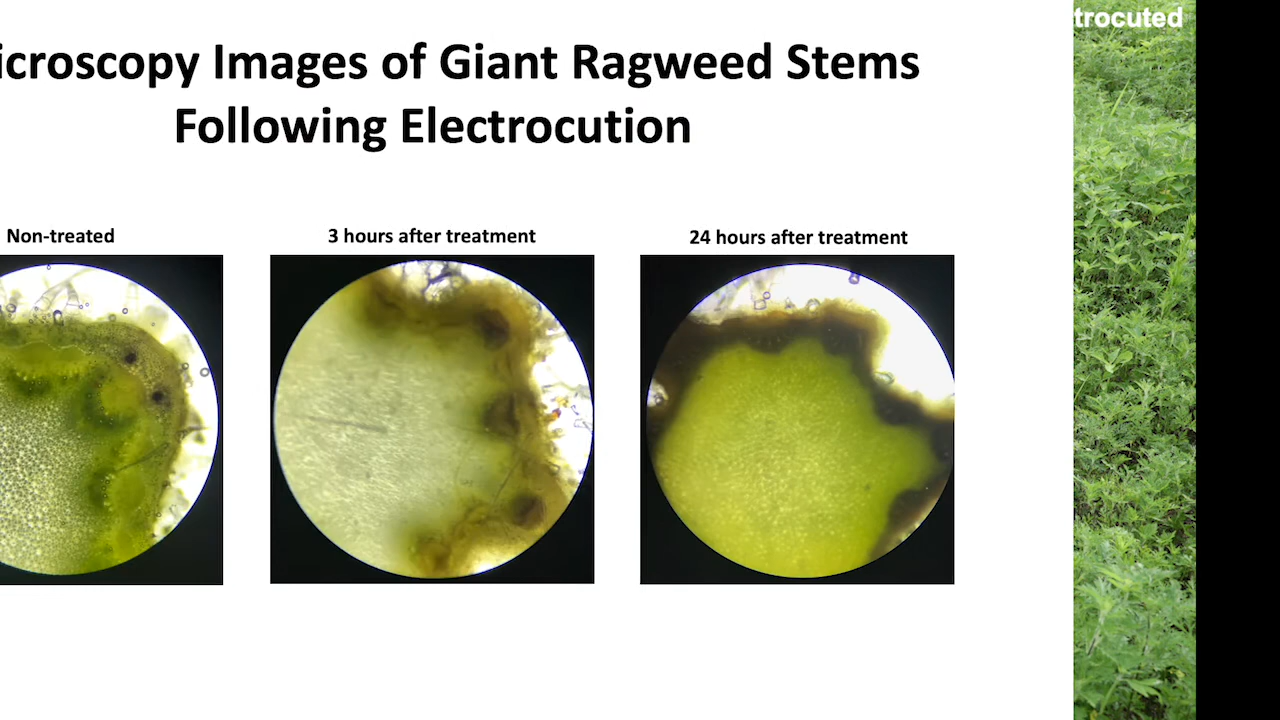 icroscopy Images of Giant Ragweed Stems
Following Electrocution
Non-treated
3 hours after treatment
24 hours after treatment
trocuted